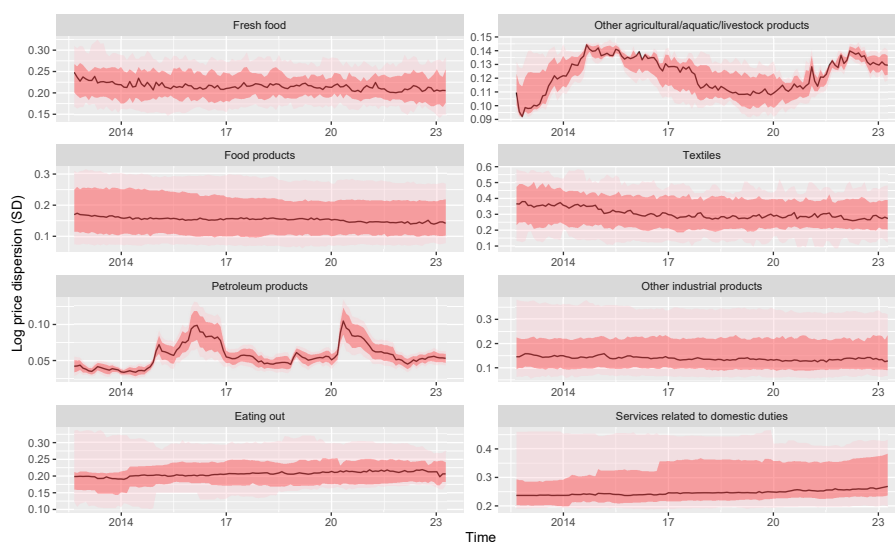 Fresh food
Other agricultural/aquatic/livestock products
0.30
0.25
0.20
0.15
0.15
0.14
0.13
0.12
0.11
0.10
0.09
2014 17 20 23
2014 17 20 23
Food products
Textiles
0.3
0.2
0.1
0.6
0.5
0.4
0.3
0.2
0.1
2014 17 20 23
2014 17 20 23
Log price dispersion (SD)
Petroleum products
Other industrial products
0.10
0.05
0.3
0.2
0.1
2014 17 20 23
2014 17 20 23
Eating out
Services related to domestic duties
0.30
0.25
0.20
0.15
0.10
0.4
0.3
0.2
2014 17 20 23
2014 17 20 23
Time